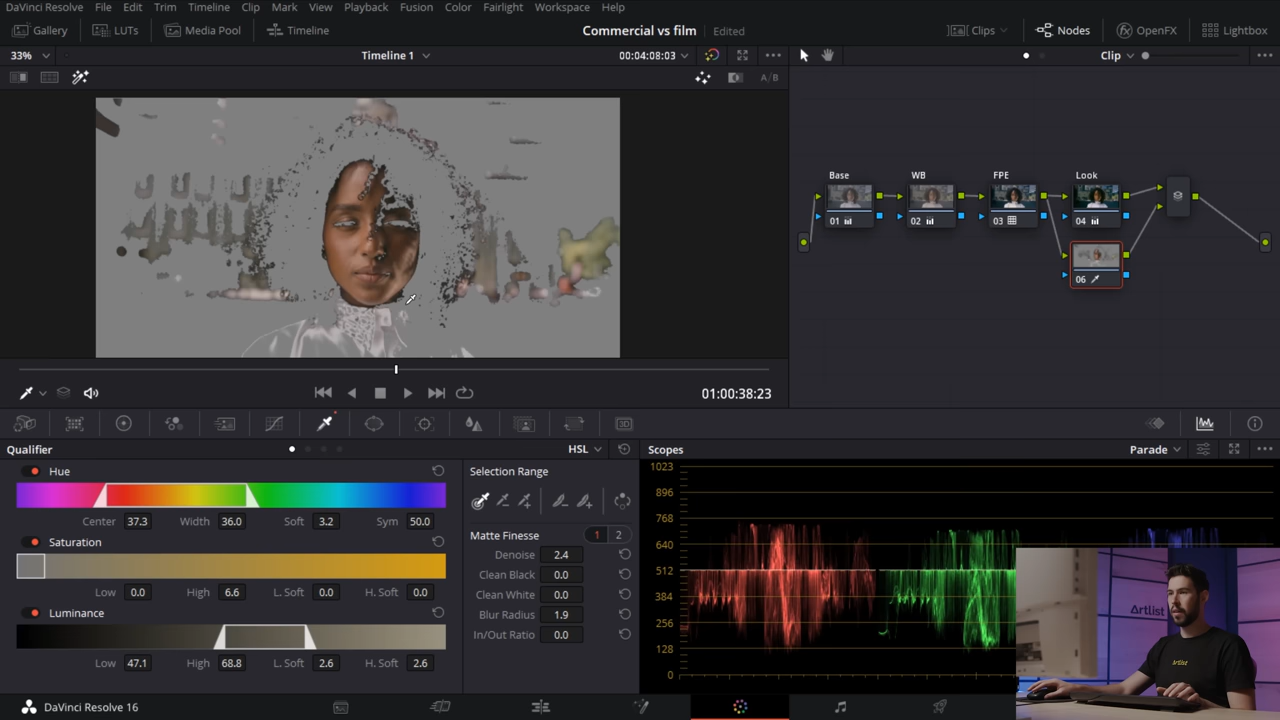 DaVinci Resolve File Edit Trim Timeline Clip Mark View Playback Fusion Color Fairlight Workspace Help
Gallery LUTs Media Pool Timeline Commercial vs film Edited Clips Nodes OpenFX Lightbox
33% Timeline 1 00:04:08:03 Clip
A/B
Base WB FPE Look
01 02 03 04
06
01:00:38:23
3D
Qualifier HSL Scopes Parade
Hue
Center 37.3 Width 36.0 Soft 3.2 Sym 50.0
Saturation
Low 0.0 High 6.6 L. Soft 0.0 H. Soft 0.0
Luminance
Low 47.1 High 68.8 L. Soft 2.6 H. Soft 2.6
Selection Range
Matte Finesse 1 2
Denoise 2.4
Clean Black 0.0
Clean White 0.0
Blur Radius 1.9
In/Out Ratio 0.0
1023
896
768
640
512
384
256
128
0
Artlist
Artlist
DaVinci Resolve 16